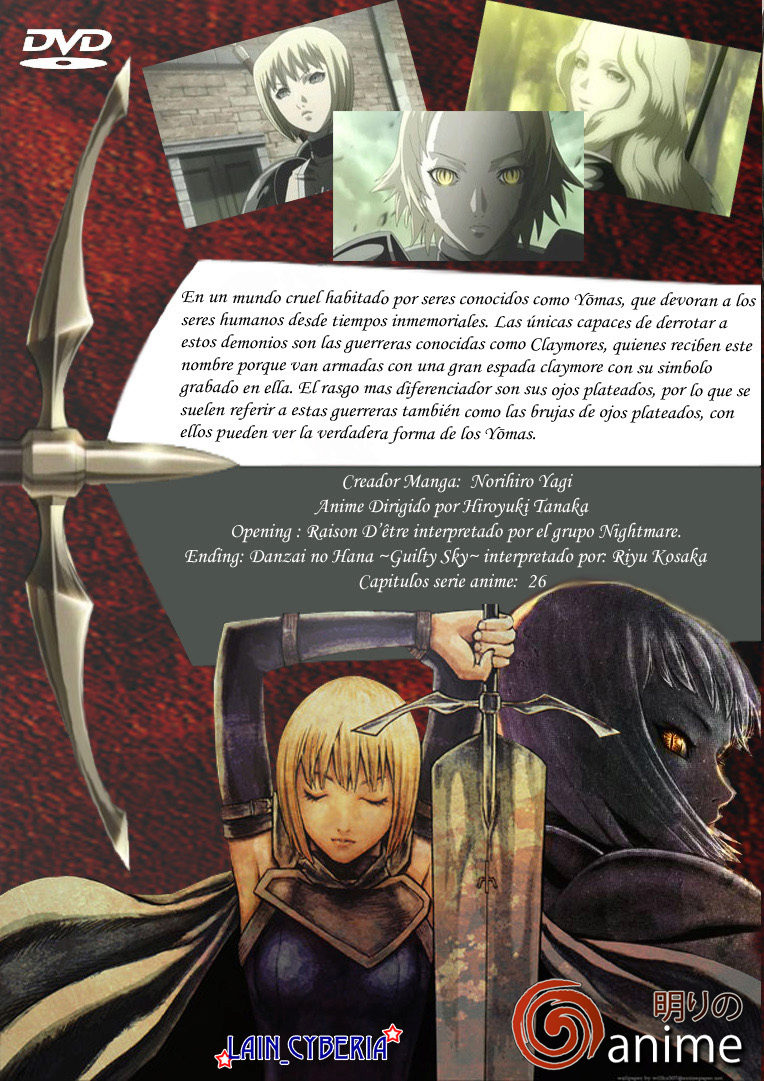 DVD
En un mundo cruel habitado por seres conocidos como Yōmas, que devoran a los
seres humanos desde tiempos inmemoriales. Las únicas capaces de derrotar a
estos demonios son las guerreras conocidas como Claymores, quienes reciben este
nombre porque van armadas con una gran espada claymore con su simbolo
grabado en ella. El rasgo mas diferenciador son sus ojos plateados, por lo que se
suelen referir a estas guerreras también como las brujas de ojos plateados, con
ellos pueden ver la verdadera forma de los Yōmas.
Creador Manga: Norihiro Yagi
Anime Dirigido por Hiroyuki Tanaka
Opening : Raison D'être interpretado por el grupo Nightmare.
Ending: Danzai no Hana ~Guilty Sky~ interpretado por: Riyu Kosaka
Capitulos serie anime: 26
LAIN_CYBERIA
明りの
anime
wallpaper by